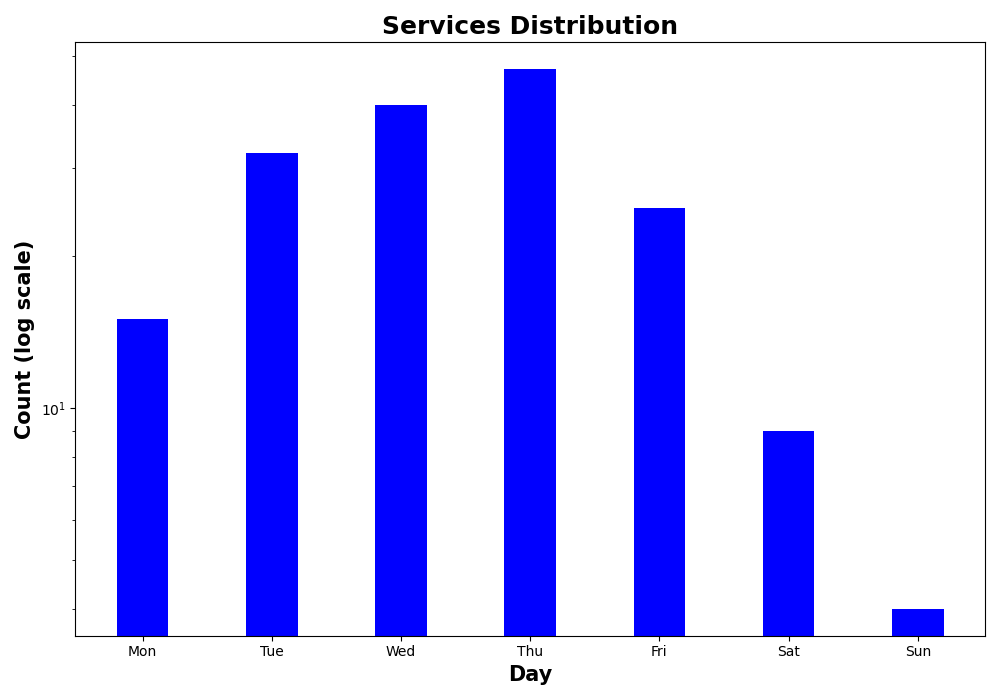 Services Distribution
Count (log scale)
10¹
Mon Tue Wed Thu Fri Sat Sun
Day